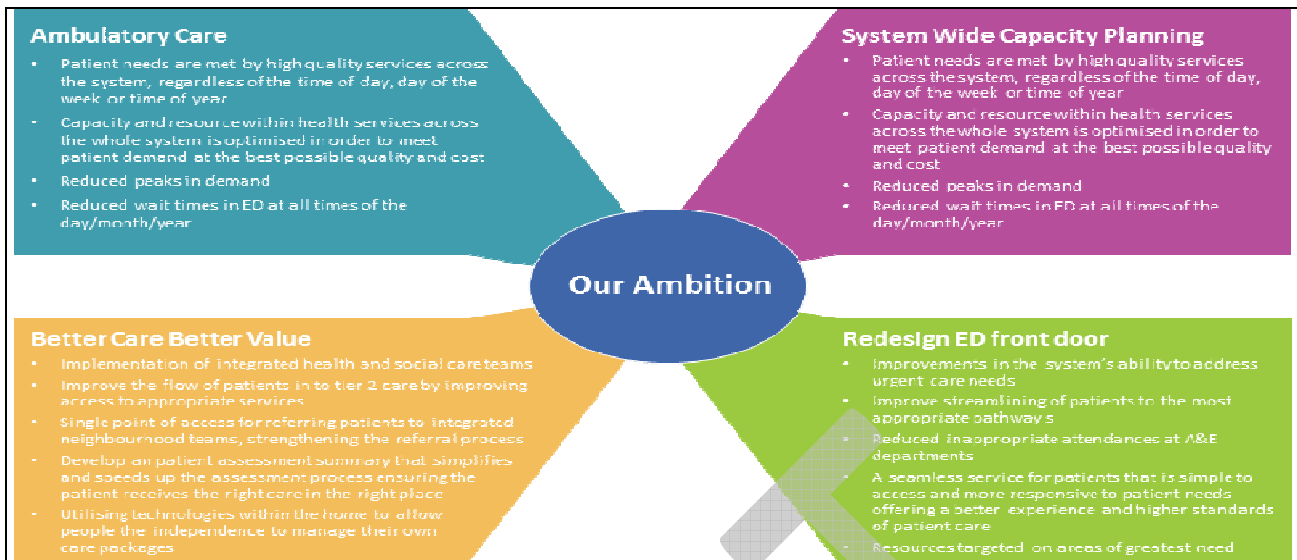 Ambulatory Care
• Patient needs are met by high quality services across
the system, regardless of the time of day, day of the
week or time of year
• Capacity and resource within health services across
the whole system is optimised in order to meet
patient demand at the best possible quality and cost
• Reduced peaks in demand
• Reduced wait times in ED at all times of the
day/month/year
System Wide Capacity Planning
• Patient needs are met by high quality services
across the system, regardless of the time of day,
day of the week or time of year
• Capacity and resource within health services
across the whole system is optimised in order to
meet patient demand at the best possible quality
and cost
• Reduced peaks in demand
• Reduced wait times in ED at all times of the
day/month/year
Our Ambition
Better Care Better Value
• Implementation of integrated health and social care teams
• Improve the flow of patients in to tier 2 care by improving
access to appropriate services
• Single point of access for referring patients to integrated
neighbourhood teams, strengthening the referral process
• Develop an patient assessment summary that simplifies
and speeds up the assessment process ensuring the
patient receives the right care in the right place
• Utilising technologies within the home to allow
people the independence to manage their own
care packages
Redesign ED front door
• Improvements in the system's ability to address
urgent care needs
• Improve streamlining of patients to the most
appropriate pathways
• Reduced inappropriate attendances at A&E
departments
• A seamless service for patients that is simple to
access and more responsive to patient needs
offering a better experience and higher standards
of patient care
• Resources targeted on areas of greatest need